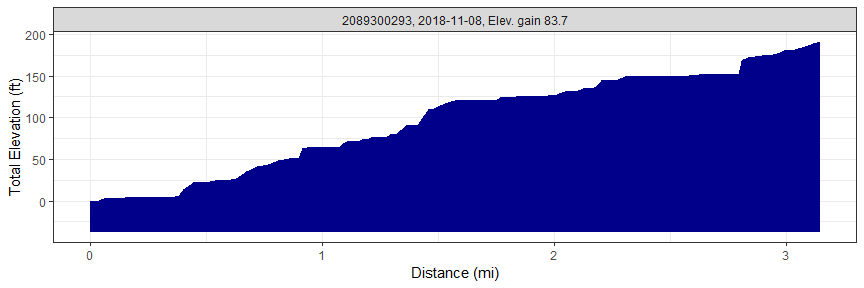 2089300293, 2018-11-08, Elev. gain 83.7
Total Elevation (ft)
200
150
100
50
0
0 1 2 3
Distance (mi)